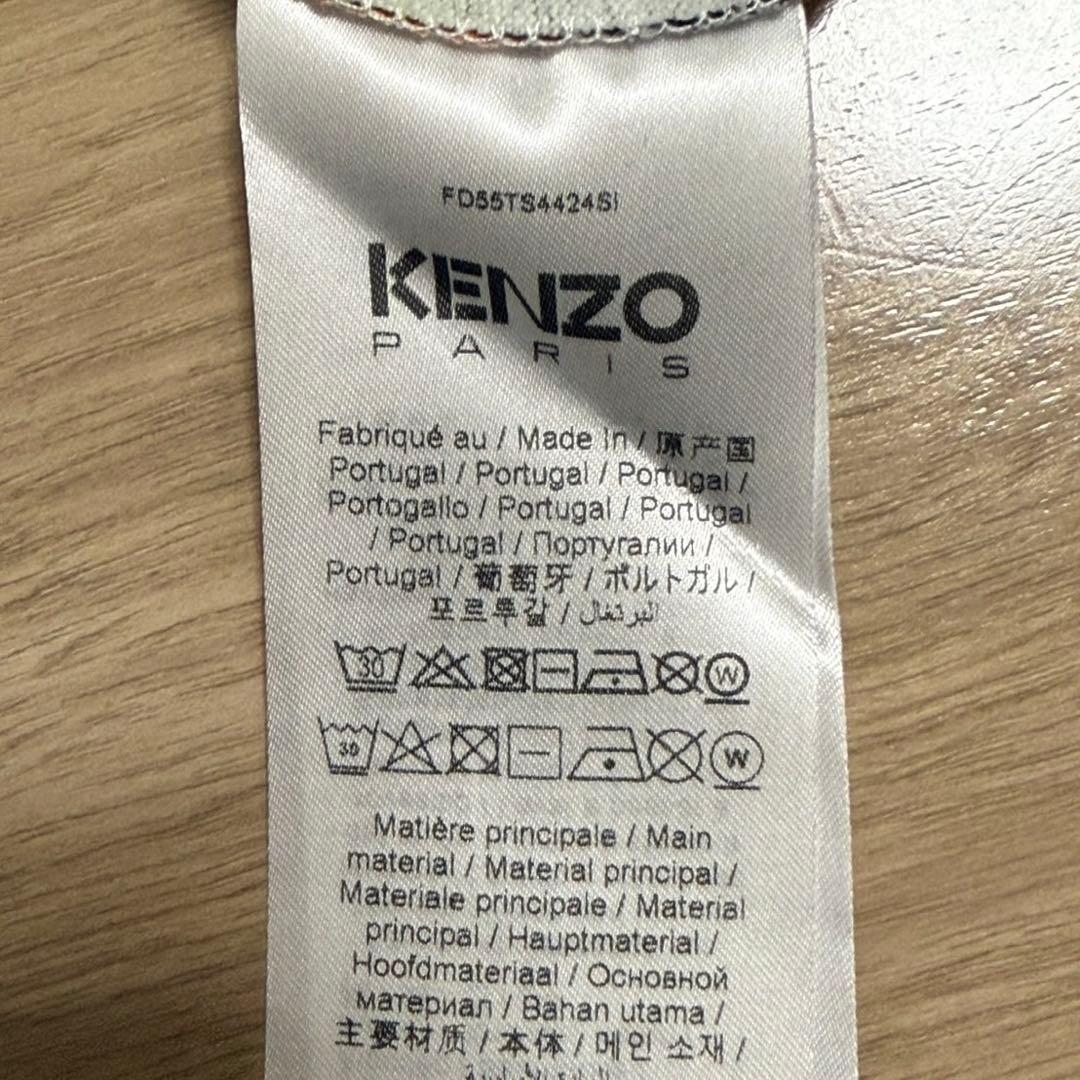 FD55TS4424SI
KENZO
PARIS
Fabriqué au / Made in / 原产国
Portugal / Portugal / Portugal /
Portogallo / Portugal / Portugal
/ Portugal / Португалии /
Portugal / 葡萄牙 / ポルトガル /
포르투갈 / البرتغال
30 W
30 W
Matière principale / Main
material / Material principal /
Materiale principale / Material
principal / Hauptmaterial /
Hoofdmateriaal / Основной
материал / Bahan utama /
主要材质 / 本体 / 메인 소재 /